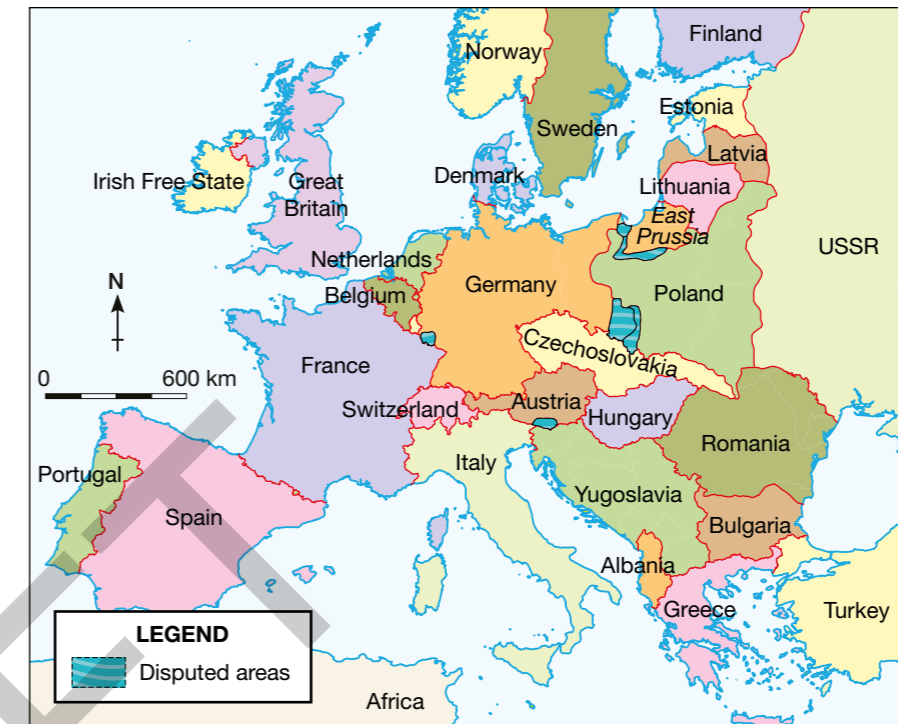 Finland
Norway
Estonia
Sweden
Latvia
Denmark
Lithuania
Irish Free State
Great
Britain
East
Prussia
USSR
Netherlands
Germany
Poland
Belgium
N
Czechoslovakia
France
0 600 km
Switzerland
Austria
Hungary
Romania
Italy
Portugal
Yugoslavia
Spain
Bulgaria
Albania
Greece
Turkey
LEGEND
Disputed areas
Africa